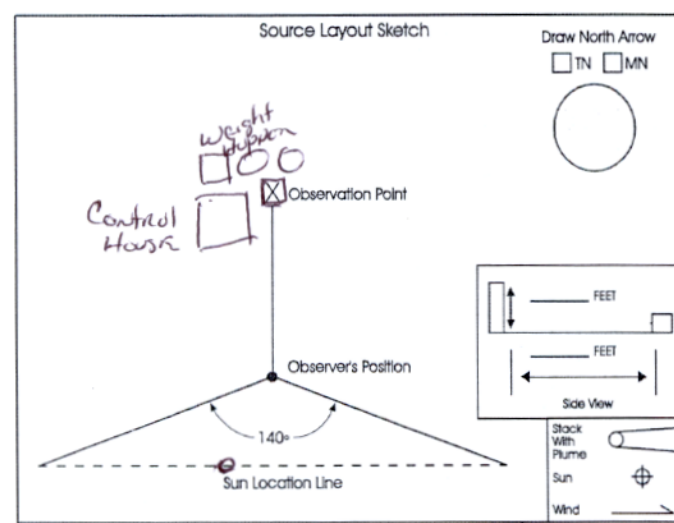 Source Layout Sketch
Draw North Arrow
TN MN
Weight
Hopper
Observation Point
Control
House
FEET
FEET
Side View
Observer's Position
140°
Sun Location Line
Stack
With
Plume
Sun
Wind